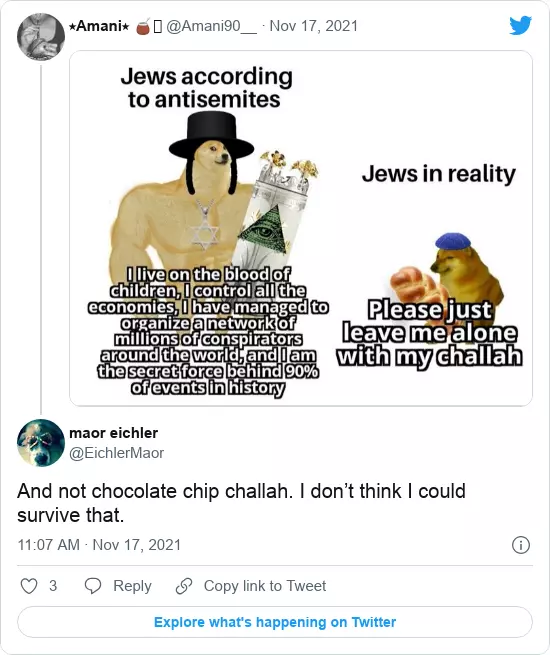 ★Amani★ 🧉 ▯ @Amani90__ · Nov 17, 2021
Jews according
to antisemites
I live on the blood of
children, I control all the
economies, I have managed to
organize a network of
millions of conspirators
around the world, and I am
the secret force behind 90%
of events in history
Jews in reality
Please just
leave me alone
with my challah
maor eichler
@EichlerMaor
And not chocolate chip challah. I don’t think I could
survive that.
11:07 AM · Nov 17, 2021
3 Reply Copy link to Tweet
Explore what's happening on Twitter